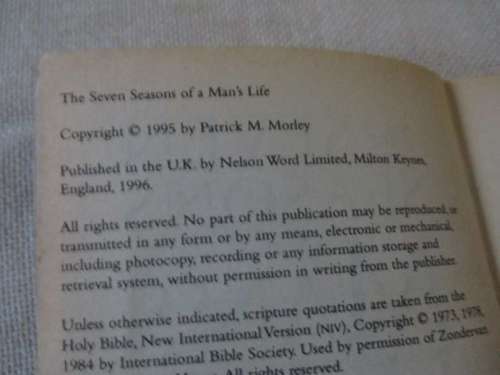 The Seven Seasons of a Man's Life
Copyright © 1995 by Patrick M. Morley
Published in the U.K. by Nelson Word Limited, Milton Keynes,
England, 1996.
All rights reserved. No part of this publication may be reproduced, or
transmitted in any form or by any means, electronic or mechanical,
including photocopy, recording or any information storage and
retrieval system, without permission in writing from the publisher.
Unless otherwise indicated, scripture quotations are taken from the
Holy Bible, New International Version (NIV), Copyright © 1973, 1978,
1984 by International Bible Society. Used by permission of Zondervan
All rights reserved.